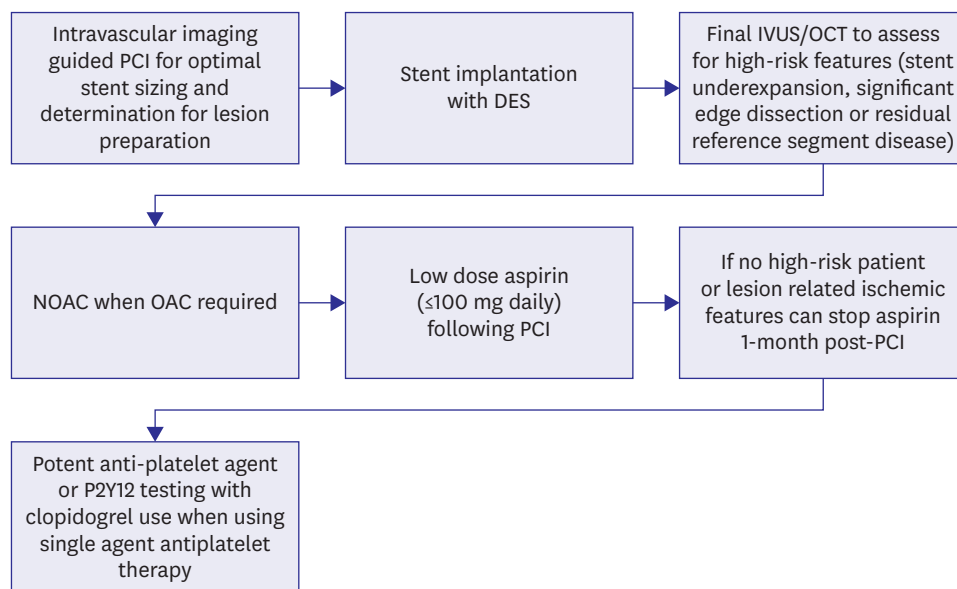 Intravascular imaging
guided PCI for optimal
stent sizing and
determination for lesion
preparation
Stent implantation
with DES
Final IVUS/OCT to assess
for high-risk features (stent
underexpansion, significant
edge dissection or residual
reference segment disease)
NOAC when OAC required
Low dose aspirin
(≤100 mg daily)
following PCI
If no high-risk patient
or lesion related ischemic
features can stop aspirin
1-month post-PCI
Potent anti-platelet agent
or P2Y12 testing with
clopidogrel use when using
single agent antiplatelet
therapy